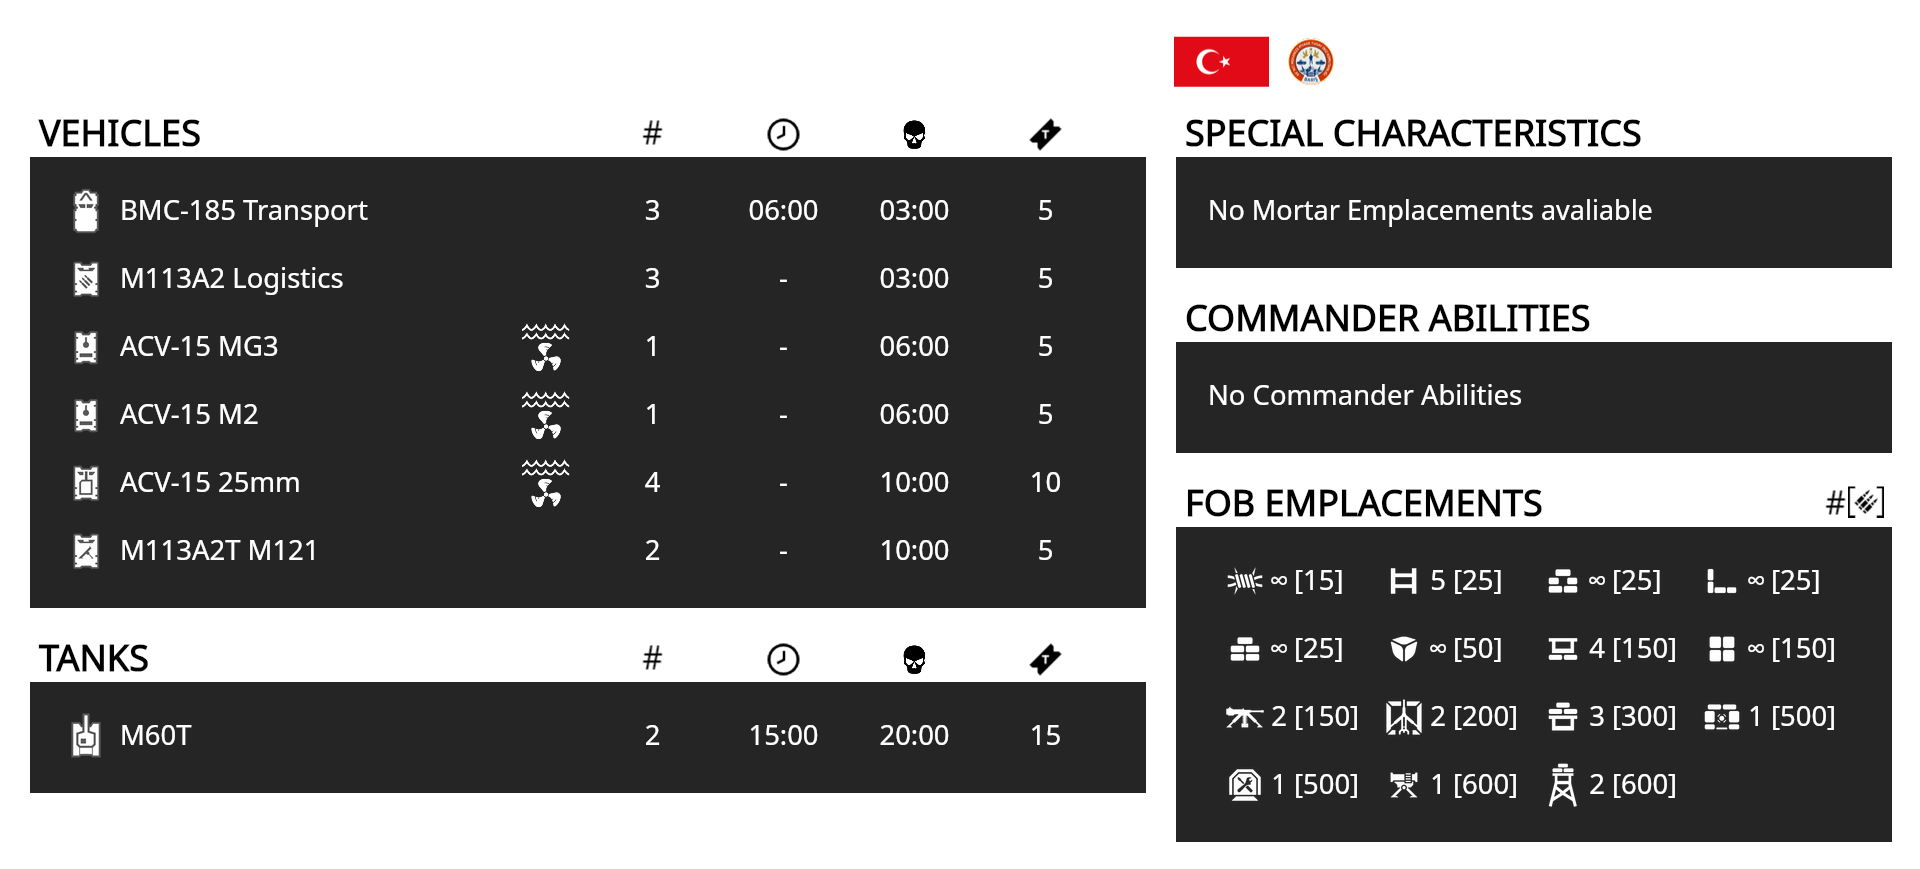 VEHICLES #
BMC-185 Transport 3 06:00 03:00 5
M113A2 Logistics 3 - 03:00 5
ACV-15 MG3 1 - 06:00 5
ACV-15 M2 1 - 06:00 5
ACV-15 25mm 4 - 10:00 10
M113A2T M121 2 - 10:00 5
TANKS #
M60T 2 15:00 20:00 15
SPECIAL CHARACTERISTICS
No Mortar Emplacements avaliable
COMMANDER ABILITIES
No Commander Abilities
FOB EMPLACEMENTS #[ ]
∞ [15] 5 [25] ∞ [25] ∞ [25]
∞ [25] ∞ [50] 4 [150] ∞ [150]
2 [150] 2 [200] 3 [300] 1 [500]
1 [500] 1 [600] 2 [600]